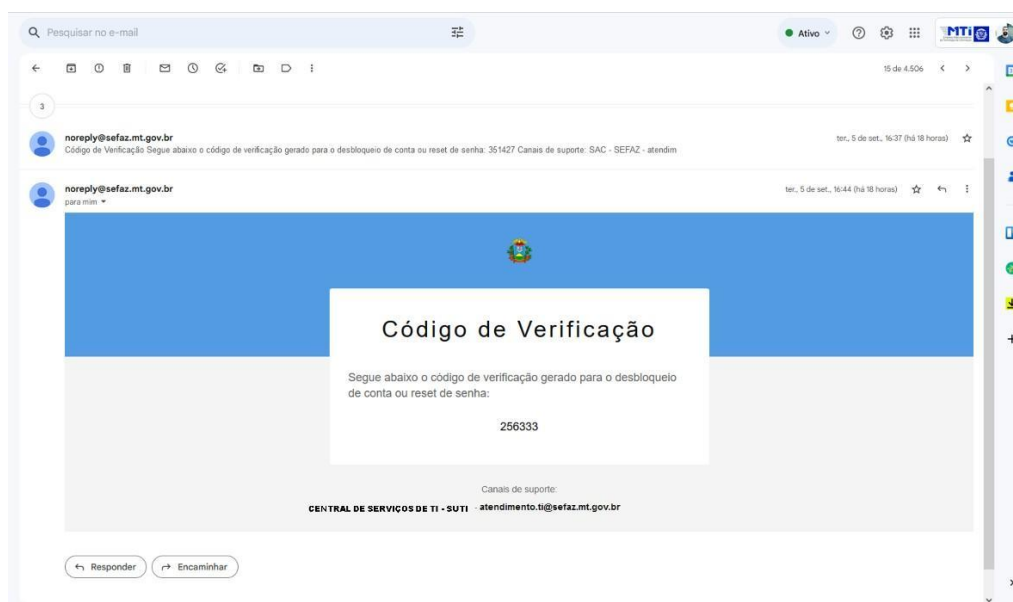 Pesquisar no e-mail
Ativo
MTi
15 de 4.506
3
noreply@sefaz.mt.gov.br
ter., 5 de set., 16:37 (há 18 horas)
Código de Verificação Segue abaixo o código de verificação gerado para o desbloqueio de conta ou reset de senha: 351427 Canais de suporte: SAC - SEFAZ - atendim
noreply@sefaz.mt.gov.br
ter., 5 de set., 16:44 (há 18 horas)
para mim
Código de Verificação
Segue abaixo o código de verificação gerado para o desbloqueio
de conta ou reset de senha:
256333
Canais de suporte:
CENTRAL DE SERVIÇOS DE TI - SUTI - atendimento.ti@sefaz.mt.gov.br
Responder
Encaminhar